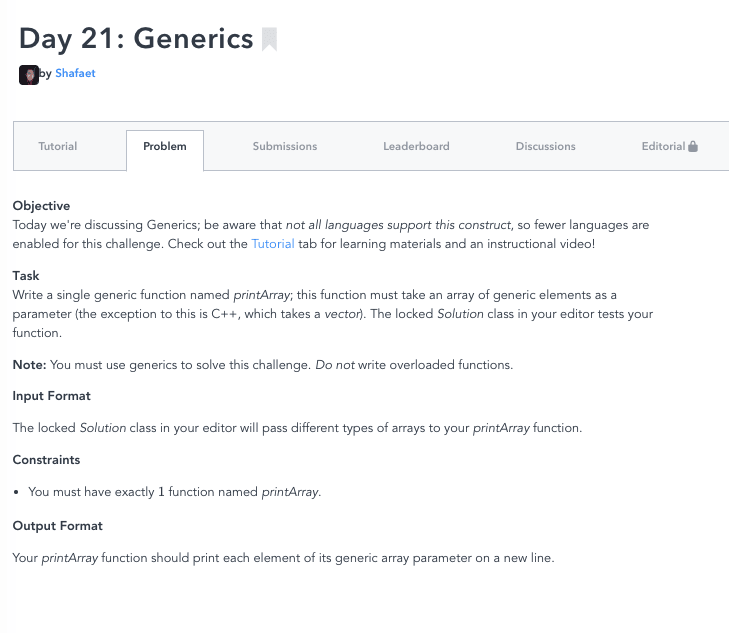 Day 21: Generics
by Shafaet
Tutorial Problem Submissions Leaderboard Discussions Editorial
Objective
Today we're discussing Generics; be aware that not all languages support this construct, so fewer languages are
enabled for this challenge. Check out the Tutorial tab for learning materials and an instructional video!
Task
Write a single generic function named printArray; this function must take an array of generic elements as a
parameter (the exception to this is C++, which takes a vector). The locked Solution class in your editor tests your
function.
Note: You must use generics to solve this challenge. Do not write overloaded functions.
Input Format
The locked Solution class in your editor will pass different types of arrays to your printArray function.
Constraints
• You must have exactly 1 function named printArray.
Output Format
Your printArray function should print each element of its generic array parameter on a new line.